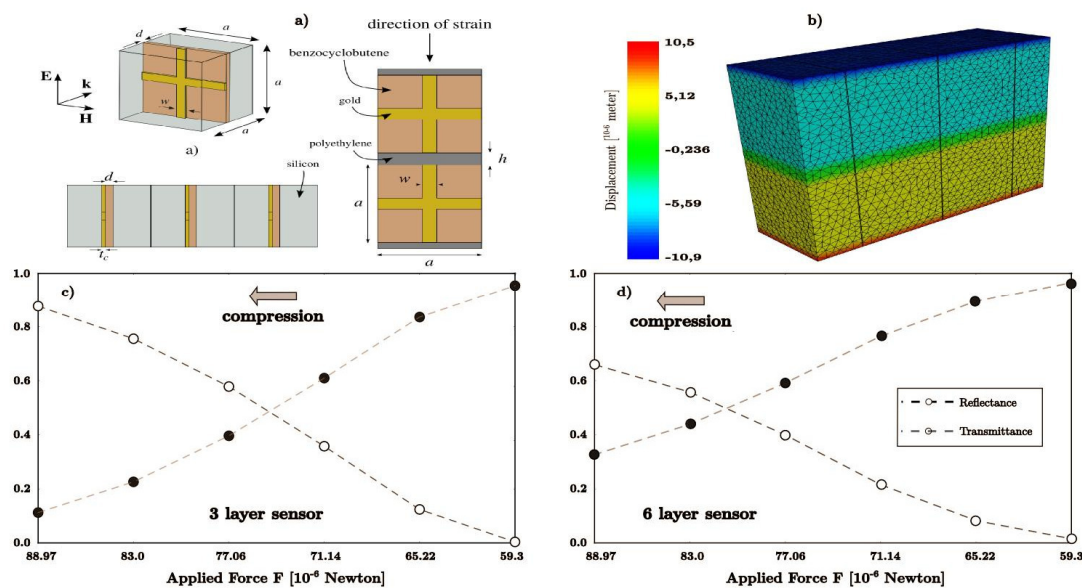 a)
d
a
a
a
w
E
k
H
a)
silicon
d
t_c
direction of strain
benzocyclobutene
gold
polyethylene
h
w
a
a
b)
Displacement [10^-6 meter]
10,5
5,12
-0,236
-5,59
-10,9
c)
compression
1.0
0.8
0.6
0.4
0.2
0.0
3 layer sensor
88.97 83.0 77.06 71.14 65.22 59.3
Applied Force F [10^-6 Newton]
d)
compression
1.0
0.8
0.6
0.4
0.2
0.0
Reflectance
Transmittance
6 layer sensor
88.97 83.0 77.06 71.14 65.22 59.3
Applied Force F [10^-6 Newton]